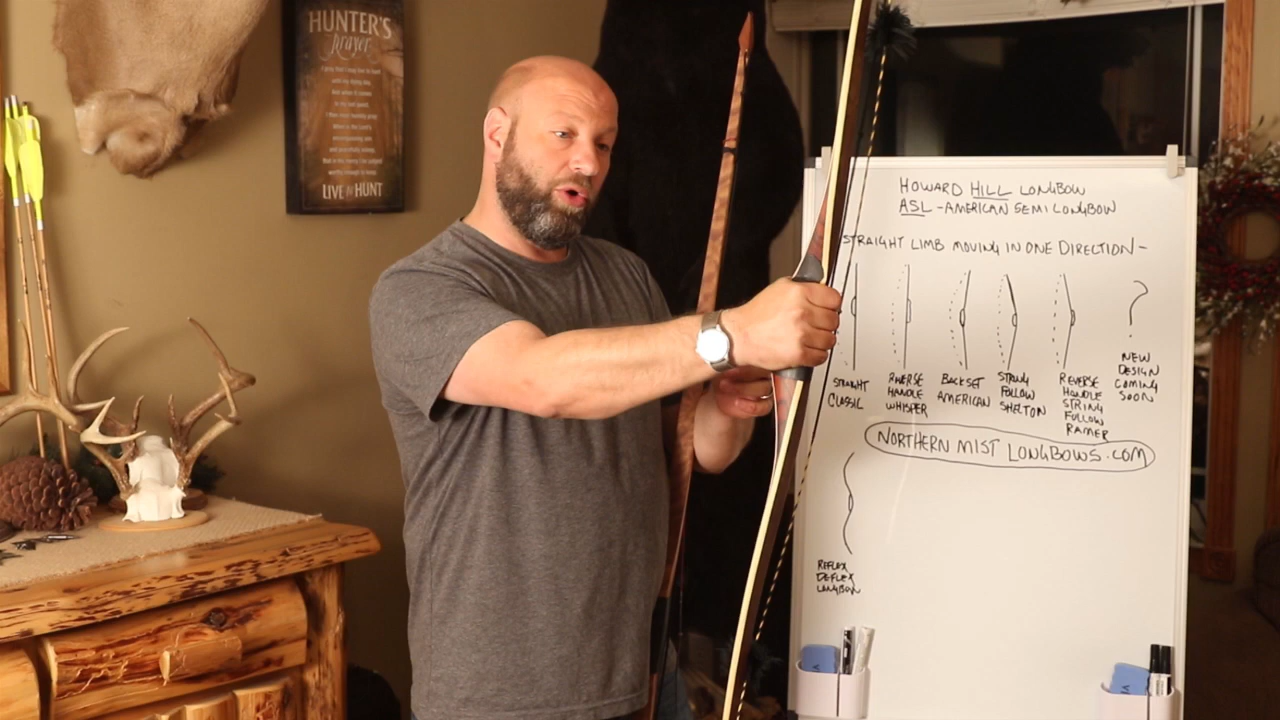 HUNTER'S
Prayer
LIVE to HUNT
HOWARD HILL LONGBOW
ASL - AMERICAN SEMI LONGBOW
STRAIGHT LIMB MOVING IN ONE DIRECTION -
?
STRAIGHT
CLASSIC
RIVERSE
HANDLE
WHISPER
BACKSET
AMERICAN
STRING
FOLLOW
SHELTON
REVERSE
HANDLE
STRING
FOLLOW
RAMER
NEW
DESIGN
COMING
SOON
NORTHERN MIST LONGBOWS.COM
REFLEX
DEFLEX
LONGBOW